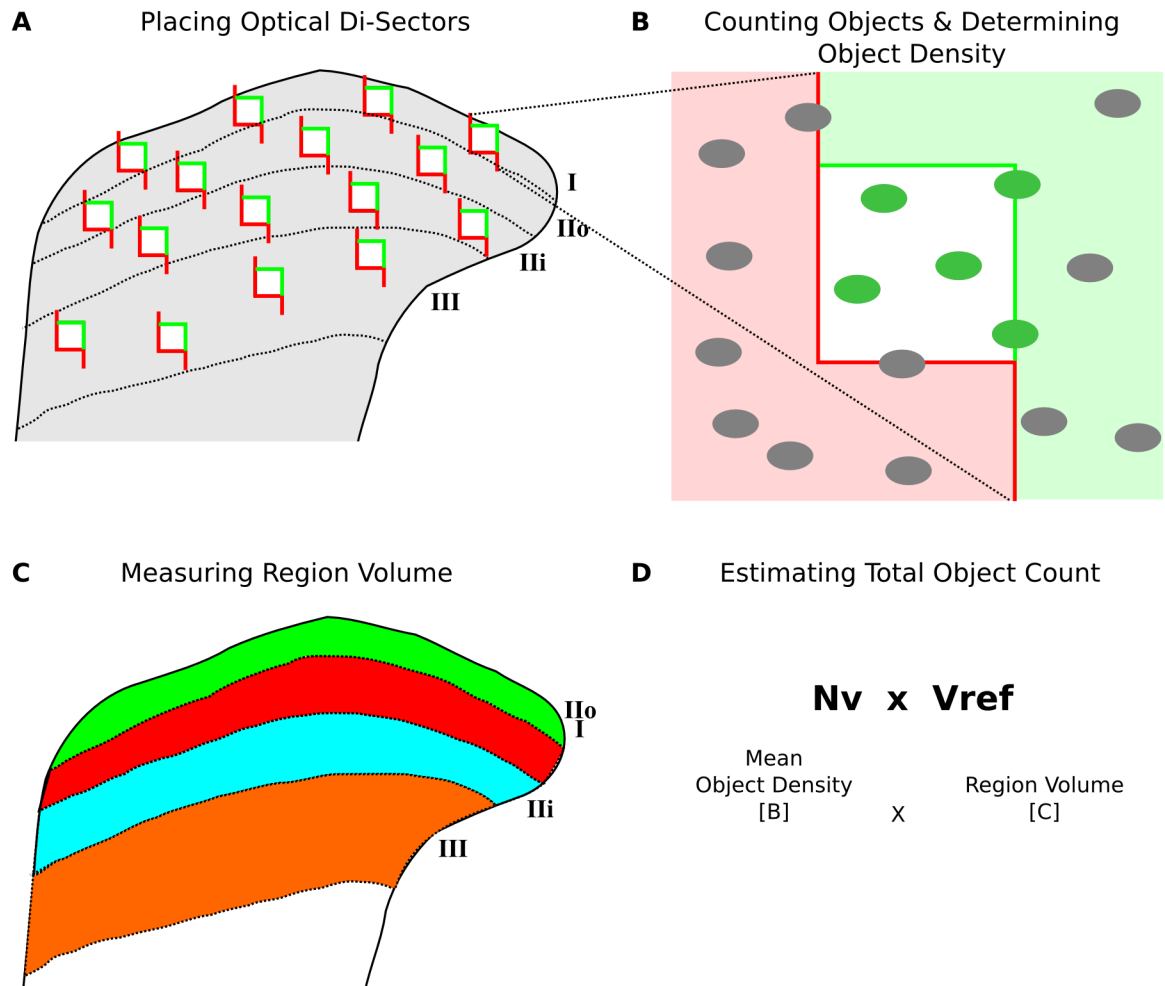 A Placing Optical Di-Sectors
I
IIo
IIi
III
B Counting Objects & Determining
Object Density
C Measuring Region Volume
IIo
I
IIi
III
D Estimating Total Object Count
Nv x Vref
Mean
Object Density
[B]
X
Region Volume
[C]